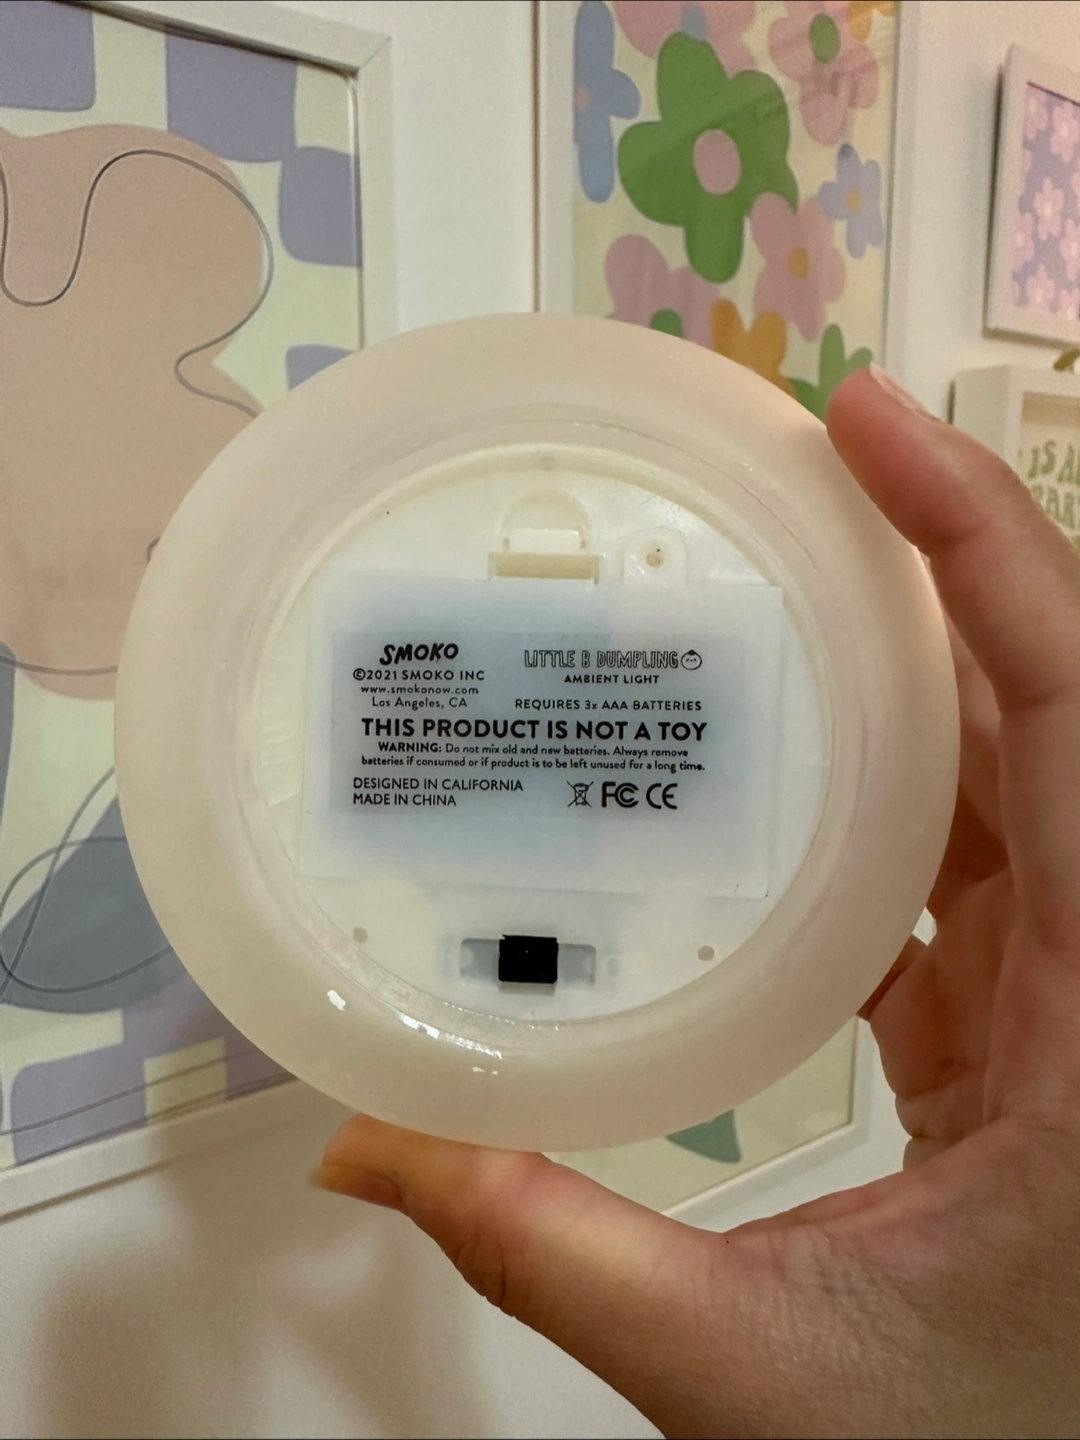 SMOKO
©2021 SMOKO INC
www.smokonow.com
Los Angeles, CA
LITTLE B DUMPLING
AMBIENT LIGHT
REQUIRES 3x AAA BATTERIES
THIS PRODUCT IS NOT A TOY
WARNING: Do not mix old and new batteries. Always remove
batteries if consumed or if product is to be left unused for a long time.
DESIGNED IN CALIFORNIA
MADE IN CHINA
FC CE
IS